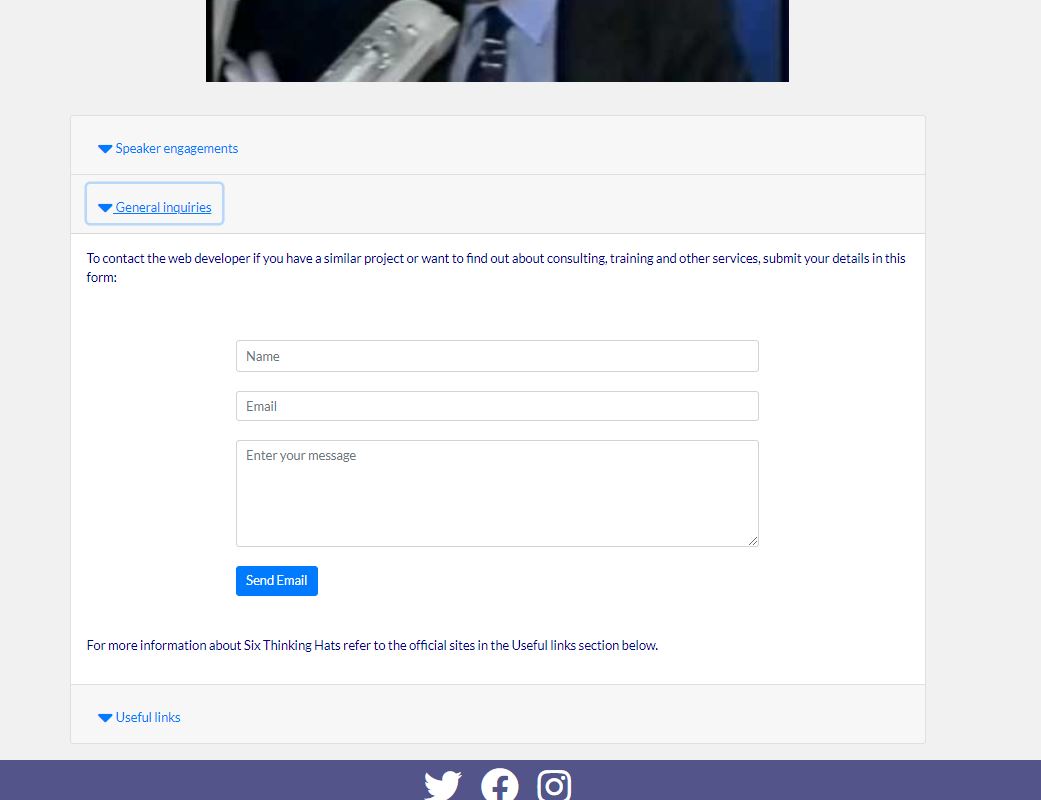 Speaker engagements
General inquiries
To contact the web developer if you have a similar project or want to find out about consulting, training and other services, submit your details in this
form:
Name
Email
Enter your message
Send Email
For more information about Six Thinking Hats refer to the official sites in the Useful links section below.
Useful links